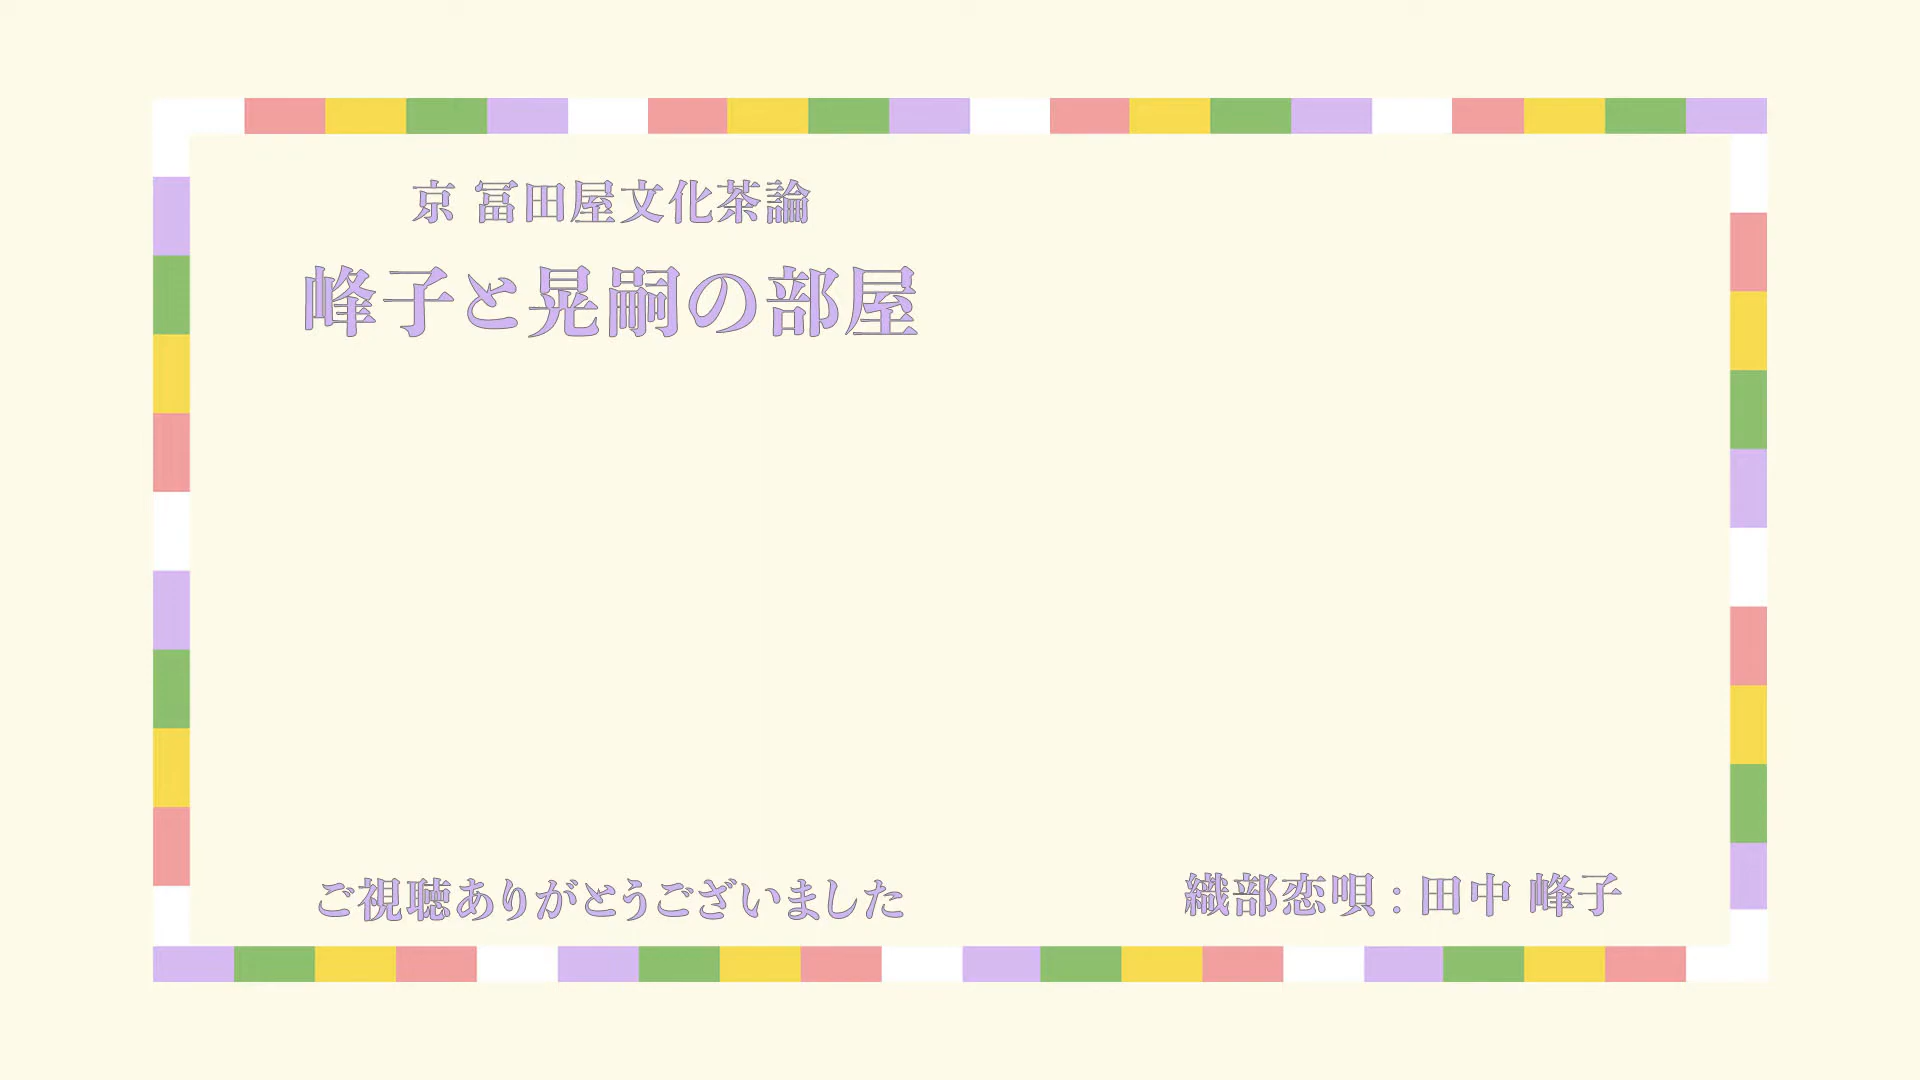 京 冨田屋文化茶論
峰子と晃嗣の部屋
ご視聴ありがとうございました
織部恋唄 : 田中 峰子